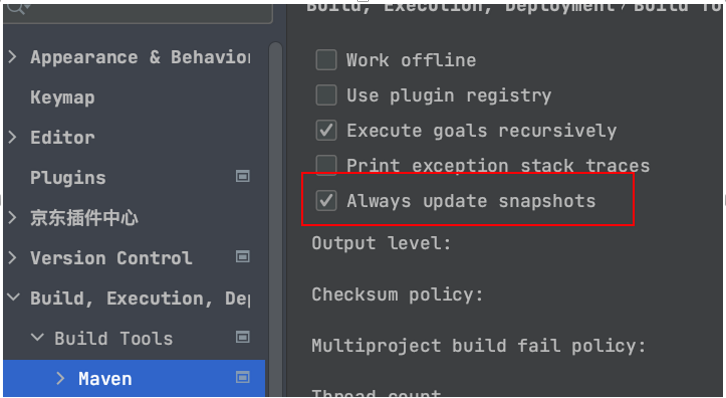 Build, Execution, Deployment › Build To
Appearance & Behavior
Keymap
Editor
Plugins
京东插件中心
Version Control
Build, Execution, Dep
Build Tools
Maven
Work offline
Use plugin registry
Execute goals recursively
Print exception stack traces
Always update snapshots
Output level:
Checksum policy:
Multiproject build fail policy:
Thread count